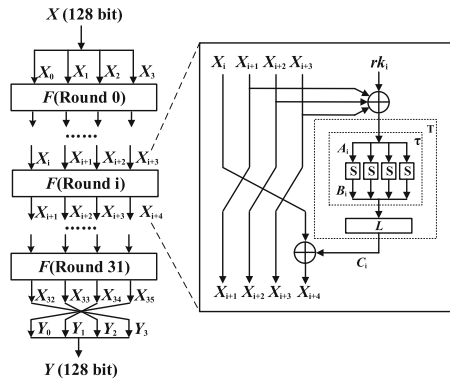 X (128 bit)
X₀ X₁ X₂ X₃
F(Round 0)
......
Xᵢ Xᵢ₊₁ Xᵢ₊₂ Xᵢ₊₃
F(Round i)
Xᵢ₊₁ Xᵢ₊₂ Xᵢ₊₃ Xᵢ₊₄
......
F(Round 31)
X₃₂ X₃₃ X₃₄ X₃₅
Y₀ Y₁ Y₂ Y₃
Y (128 bit)
Xᵢ Xᵢ₊₁ Xᵢ₊₂ Xᵢ₊₃ rkᵢ
T
Aᵢ τ
S S S S
Bᵢ
L
Cᵢ
Xᵢ₊₁ Xᵢ₊₂ Xᵢ₊₃ Xᵢ₊₄